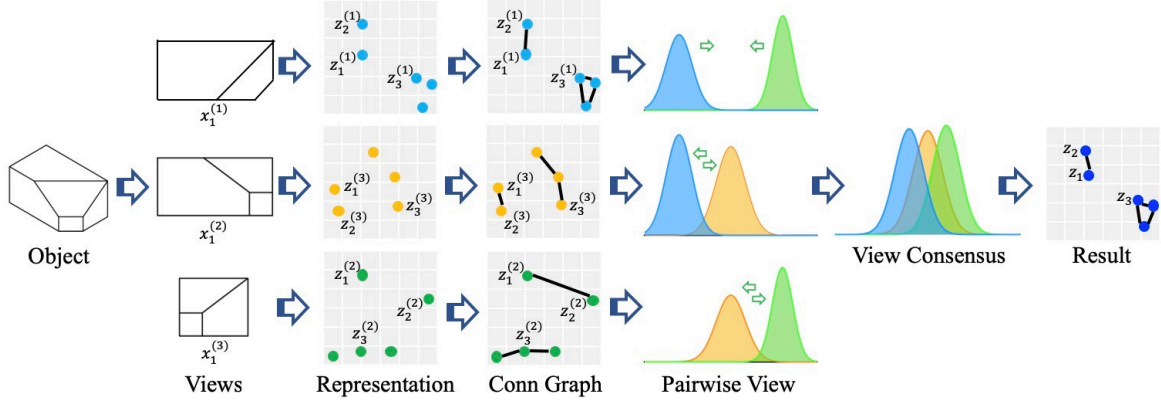 z_2^{(1)}
z_1^{(1)}
z_3^{(1)}
z_2^{(1)}
z_1^{(1)}
z_3^{(1)}
x_1^{(1)}
z_1^{(3)}
z_3^{(3)}
z_2^{(3)}
z_1^{(3)}
z_3^{(3)}
z_2^{(3)}
x_1^{(2)}
z_2
z_1
z_3
Object
View Consensus
Result
z_1^{(2)}
z_2^{(2)}
z_3^{(2)}
z_1^{(2)}
z_2^{(2)}
z_3^{(2)}
x_1^{(3)}
Views
Representation
Conn Graph
Pairwise View